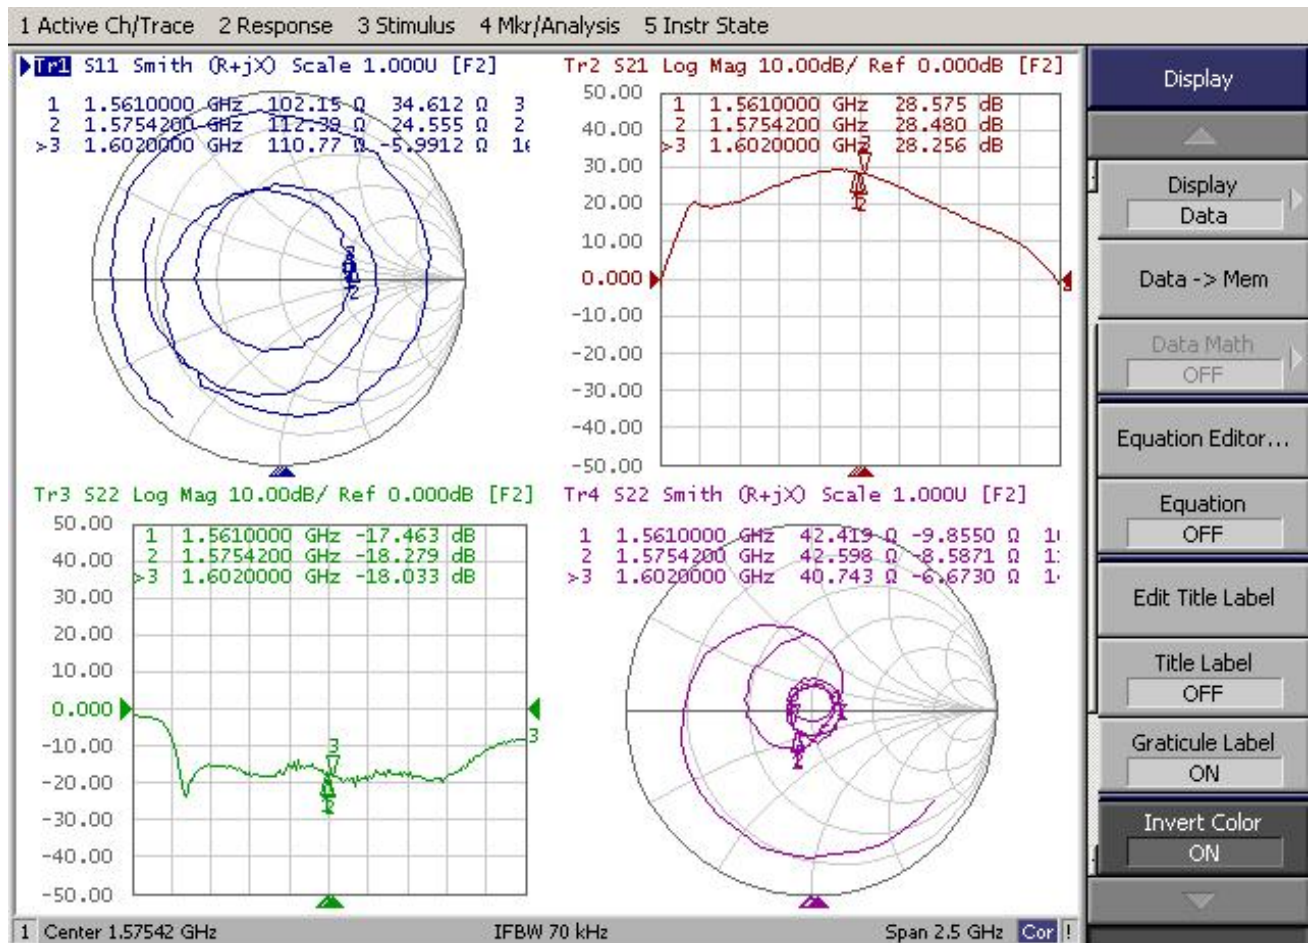 1 Active Ch/Trace 2 Response 3 Stimulus 4 Mkr/Analysis 5 Instr State
Tr1 S11 Smith (R+jX) Scale 1.000U [F2]
1 1.5610000 GHz 102.15 Ω 34.612 Ω 3
2 1.5754200 GHz 112.39 Ω 24.555 Ω 2
>3 1.6020000 GHz 110.77 Ω -5.9912 Ω
Tr2 S21 Log Mag 10.00dB/ Ref 0.000dB [F2]
50.00
40.00
30.00
20.00
10.00
0.000
-10.00
-20.00
-30.00
-40.00
-50.00
1 1.5610000 GHz 28.575 dB
2 1.5754200 GHz 28.480 dB
>3 1.6020000 GHz 28.256 dB
Tr3 S22 Log Mag 10.00dB/ Ref 0.000dB [F2]
50.00
40.00
30.00
20.00
10.00
0.000
-10.00
-20.00
-30.00
-40.00
-50.00
1 1.5610000 GHz -17.463 dB
2 1.5754200 GHz -18.279 dB
>3 1.6020000 GHz -18.033 dB
3
3
2
Tr4 S22 Smith (R+jX) Scale 1.000U [F2]
1 1.5610000 GHz 42.419 Ω -9.8550 Ω
2 1.5754200 GHz 42.598 Ω -8.5871 Ω
>3 1.6020000 GHz 40.743 Ω -6.6730 Ω
Display
Display
Data
Data -> Mem
Data Math
OFF
Equation Editor...
Equation
OFF
Edit Title Label
Title Label
OFF
Graticule Label
ON
Invert Color
ON
1 Center 1.57542 GHz IFBW 70 kHz Span 2.5 GHz Cor !